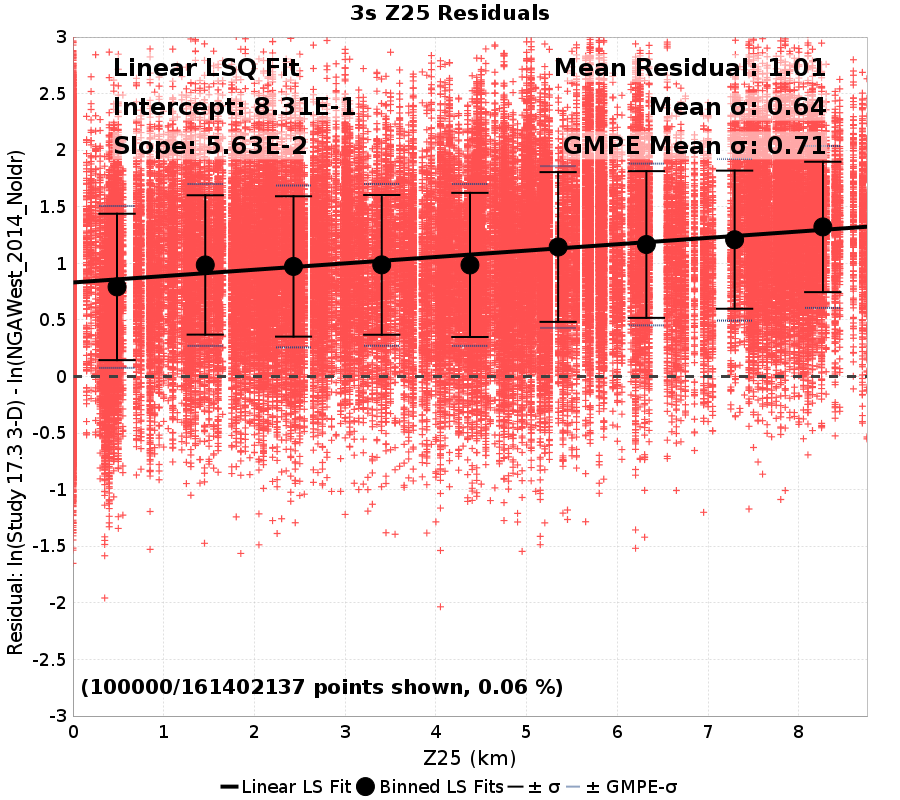 3s Z25 Residuals
Linear LSQ Fit
Intercept: 8.31E-1
Slope: 5.63E-2
Mean Residual: 1.01
Mean σ: 0.64
GMPE Mean σ: 0.71
Residual: ln(Study 17.3 3-D) - ln(NGAWest_2014_NoIdr)
3
2.5
2
1.5
1
0.5
0
-0.5
-1
-1.5
-2
-2.5
-3
(100000/161402137 points shown, 0.06 %)
0 1 2 3 4 5 6 7 8
Z25 (km)
Linear LS Fit Binned LS Fits ± σ ± GMPE-σ